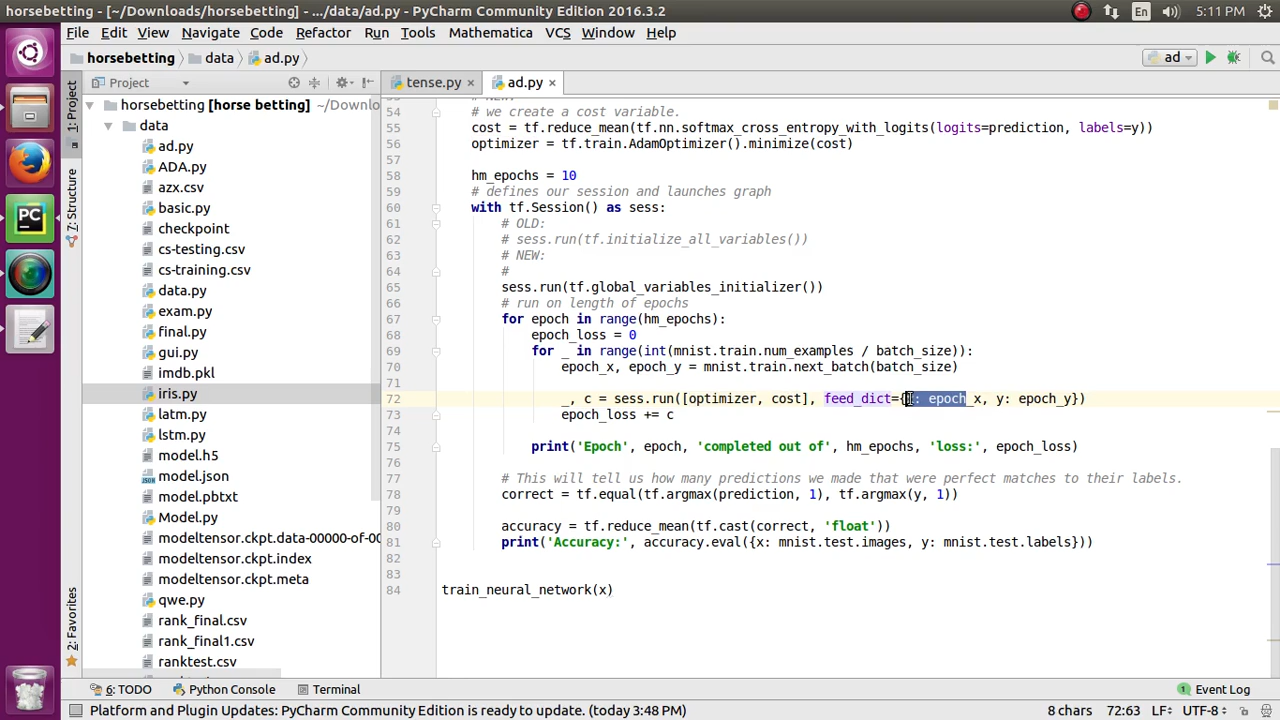 horsebetting - [~/Downloads/horsebetting] - .../data/ad.py - PyCharm Community Edition 2016.3.2
En 5:11 PM
File Edit View Navigate Code Refactor Run Tools Mathematica VCS Window Help
horsebetting data ad.py ad
Project
tense.py × ad.py ×
1: Project
Structure
2: Favorites
horsebetting [horse betting] ~/Downlo
data
ad.py
ADA.py
azx.csv
basic.py
checkpoint
cs-testing.csv
cs-training.csv
data.py
exam.py
final.py
gui.py
imdb.pkl
iris.py
latm.py
lstm.py
model.h5
model.json
model.pbtxt
Model.py
modeltensor.ckpt.data-00000-of-00
modeltensor.ckpt.index
modeltensor.ckpt.meta
qwe.py
rank_final.csv
rank_final1.csv
ranktest.csv
54 # we create a cost variable.
55 cost = tf.reduce_mean(tf.nn.softmax_cross_entropy_with_logits(logits=prediction, labels=y))
56 optimizer = tf.train.AdamOptimizer().minimize(cost)
57
58 hm_epochs = 10
59 # defines our session and launches graph
60 with tf.Session() as sess:
61 # OLD:
62 # sess.run(tf.initialize_all_variables())
63 # NEW:
64 #
65 sess.run(tf.global_variables_initializer())
66 # run on length of epochs
67 for epoch in range(hm_epochs):
68 epoch_loss = 0
69 for _ in range(int(mnist.train.num_examples / batch_size)):
70 epoch_x, epoch_y = mnist.train.next_batch(batch_size)
71
72 _, c = sess.run([optimizer, cost], feed_dict={x: epoch_x, y: epoch_y})
73 epoch_loss += c
75 print('Epoch', epoch, 'completed out of', hm_epochs, 'loss:', epoch_loss)
76
77 # This will tell us how many predictions we made that were perfect matches to their labels.
78 correct = tf.equal(tf.argmax(prediction, 1), tf.argmax(y, 1))
80 accuracy = tf.reduce_mean(tf.cast(correct, 'float'))
81 print('Accuracy:', accuracy.eval({x: mnist.test.images, y: mnist.test.labels}))
82
83
84 train_neural_network(x)
6: TODO Python Console Terminal 1 Event Log
Platform and Plugin Updates: PyCharm Community Edition is ready to update. (today 3:48 PM) 8 chars 72:63 LF UTF-8